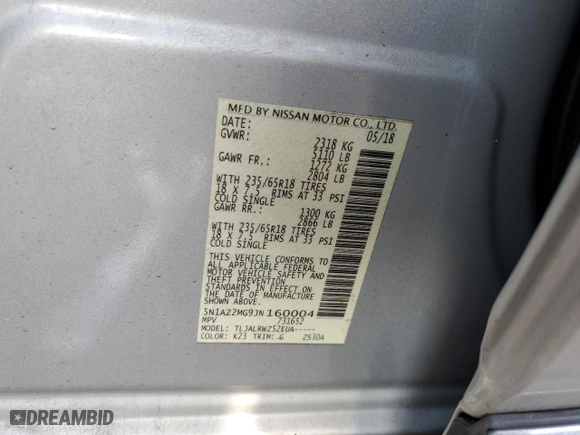 MFD BY NISSAN MOTOR CO., LTD.
DATE: 05/18
GVWR: 2318 KG
5110 LB
GAWR FR.: 1272 KG
2804 LB
WITH 235/65R18 TIRES
18 X 7.5 RIMS AT 33 PSI
COLD SINGLE
GAWR RR.: 1300 KG
2866 LB
WITH 235/65R18 TIRES
18 X 7.5 RIMS AT 33 PSI
COLD SINGLE
THIS VEHICLE CONFORMS TO
ALL APPLICABLE FEDERAL
MOTOR VEHICLE SAFETY AND
THEFT PREVENTION
STANDARDS IN EFFECT ON
THE DATE OF MANUFACTURE
SHOWN ABOVE.
5N1AZ2MG9JN160004
MPV 731652
MODEL: TLJALRWZ52EUA-----
COLOR: K23 TRIM: G 2S30A
DREAMBID